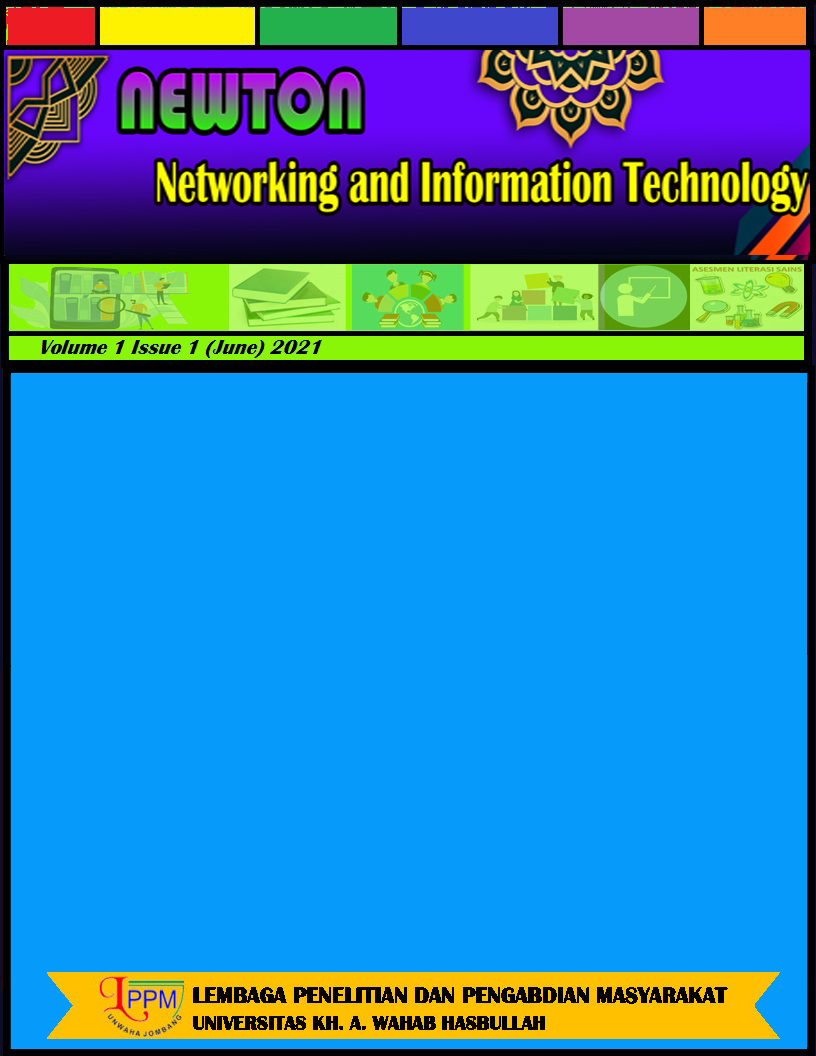 NEWTON
Networking and Information Technology
ASESMEN LITERASI SAINS
Volume 1 Issue 1 (June) 2021
LPPM
UNWAHA JOMBANG
LEMBAGA PENELITIAN DAN PENGABDIAN MASYARAKAT
UNIVERSITAS KH. A. WAHAB HASBULLAH